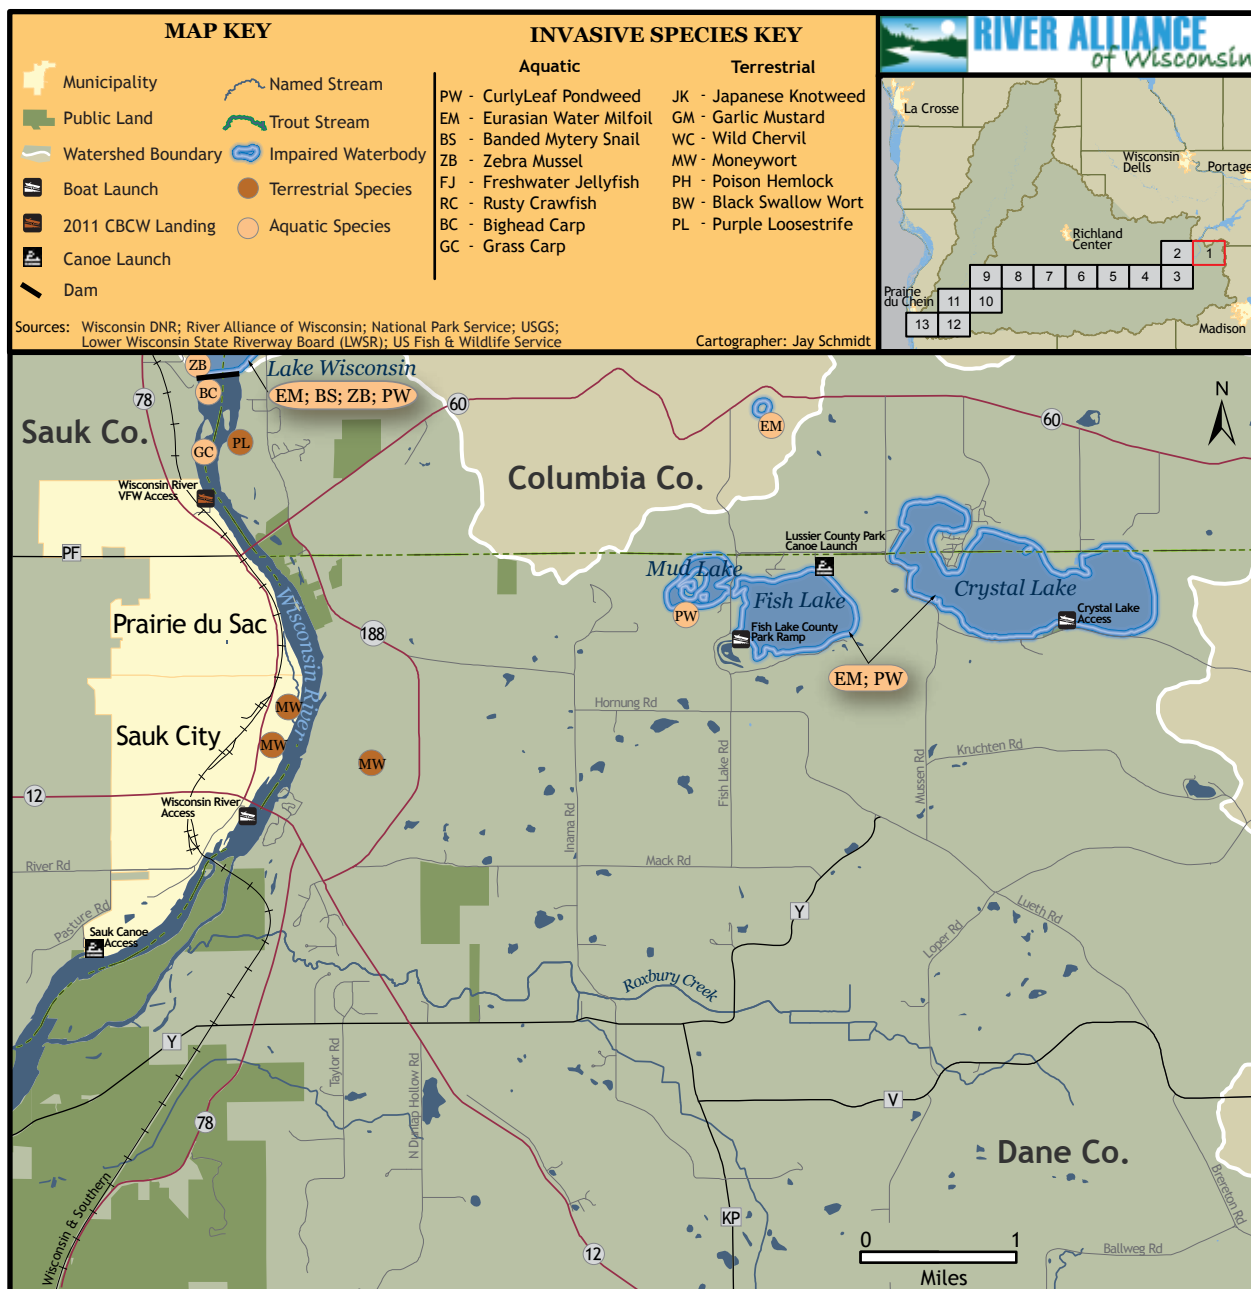 MAP KEY
Municipality
Public Land
Watershed Boundary
Boat Launch
2011 CBCW Landing
Canoe Launch
Dam
Named Stream
Trout Stream
Impaired Waterbody
Terrestrial Species
Aquatic Species
Sources: Wisconsin DNR; River Alliance of Wisconsin; National Park Service; USGS;
Lower Wisconsin State Riverway Board (LWSR); US Fish & Wildlife Service
INVASIVE SPECIES KEY
Aquatic
PW - CurlyLeaf Pondweed
EM - Eurasian Water Milfoil
BS - Banded Mytery Snail
ZB - Zebra Mussel
FJ - Freshwater Jellyfish
RC - Rusty Crawfish
BC - Bighead Carp
GC - Grass Carp
Terrestrial
JK - Japanese Knotweed
GM - Garlic Mustard
WC - Wild Chervil
MW - Moneywort
PH - Poison Hemlock
BW - Black Swallow Wort
PL - Purple Loosestrife
Cartographer: Jay Schmidt
RIVER ALLIANCE
of Wisconsin
La Crosse
Wisconsin
Dells
Portage
Richland
Center
2
1
9
8
7
6
5
4
3
Prairie
du Chein
11
10
13
12
Madison
ZB
Lake Wisconsin
EM; BS; ZB; PW
BC
78
60
N
EM
60
Sauk Co.
PL
GC
Columbia Co.
Wisconsin River
VFW Access
PF
Lussier County Park
Canoe Launch
Mud Lake
Fish Lake
Crystal Lake
PW
Crystal Lake
Access
Fish Lake County
Park Ramp
Prairie du Sac
Wisconsin River
188
EM; PW
Hornung Rd
MW
Sauk City
MW
MW
Fish Lake Rd
Mussen Rd
Kruchten Rd
12
Wisconsin River
Access
Inama Rd
River Rd
Mack Rd
Y
Lueth Rd
Pasture Rd
Sauk Canoe
Access
Loper Rd
Roxbury Creek
Y
Taylor Rd
N Dunlap Hollow Rd
V
78
Dane Co.
Brereton Rd
Wisconsin & Southern
KP
12
0
1
Miles
Ballweg Rd